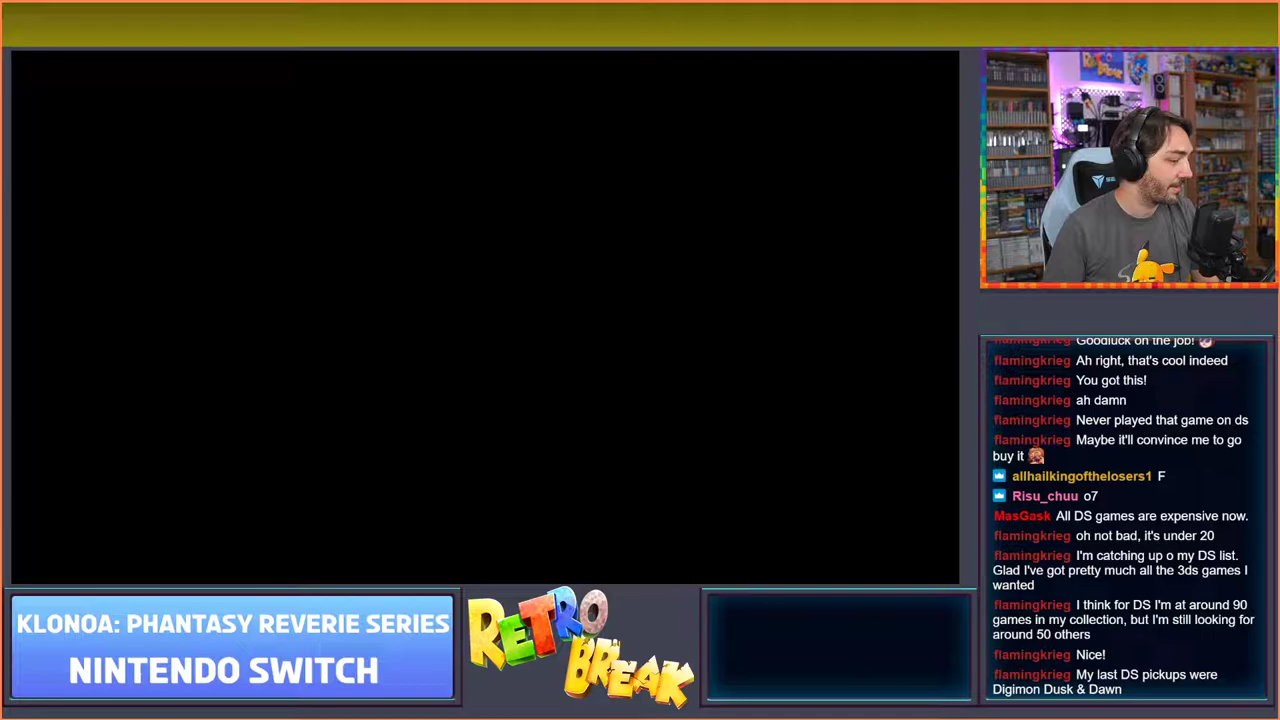 flamingkrieg Goodluck on the job!
flamingkrieg Ah right, that's cool indeed
flamingkrieg You got this!
flamingkrieg ah damn
flamingkrieg Never played that game on ds
flamingkrieg Maybe it'll convince me to go
buy it
allhailkingofthelosers1 F
Risu_chuu o7
MasGask All DS games are expensive now.
flamingkrieg oh not bad, it's under 20
flamingkrieg I'm catching up o my DS list.
Glad I've got pretty much all the 3ds games I
wanted
flamingkrieg I think for DS I'm at around 90
games in my collection, but I'm still looking for
around 50 others
flamingkrieg Nice!
flamingkrieg My last DS pickups were
Digimon Dusk & Dawn
KLONOA: PHANTASY REVERIE SERIES
NINTENDO SWITCH
RETRO
BREAK